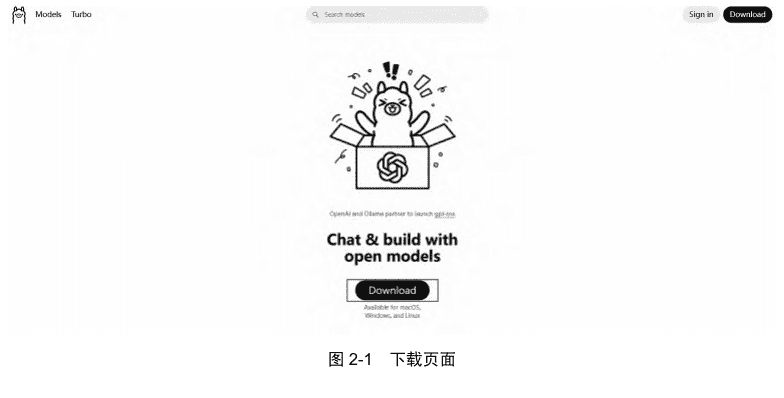 Models Turbo Search models Sign in Download
OpenAI and Ollama partner to launch gpt-oss
Chat & build with
open models
Download
Available for macOS,
Windows, and Linux
图 2-1 下载页面